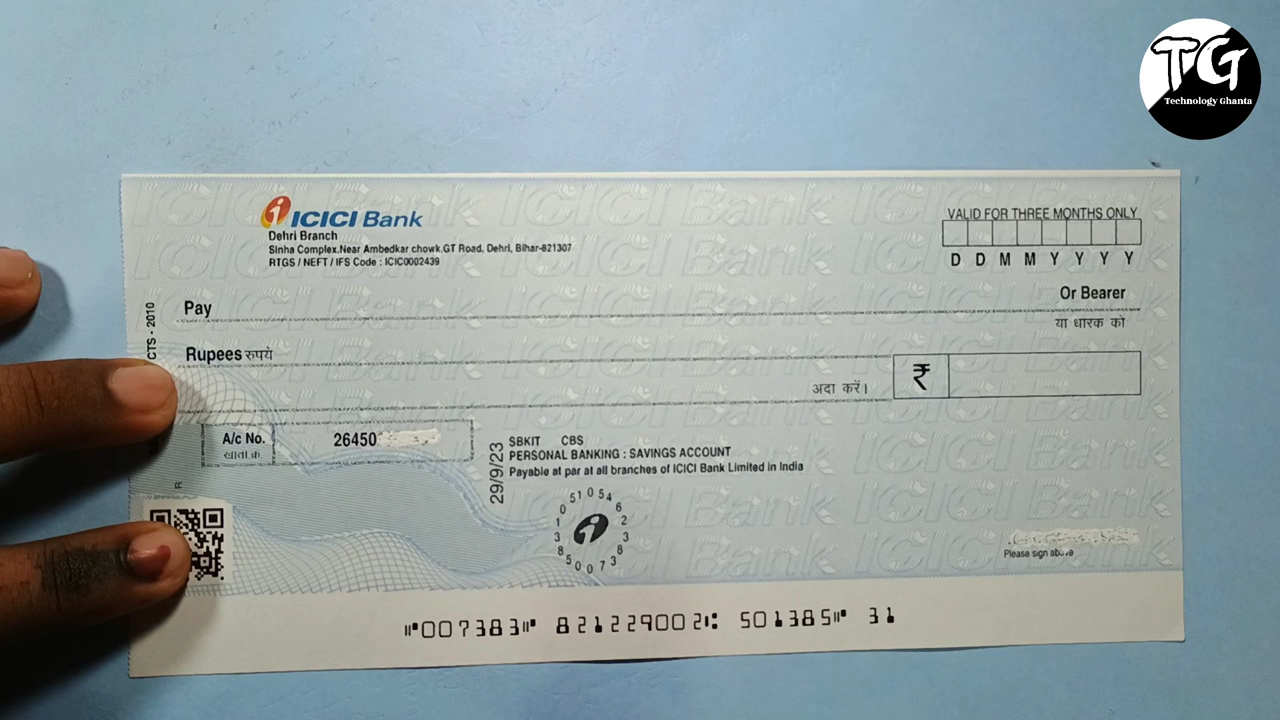 TG
Technology Ghanta
ICICI Bank
Dehri Branch
Sinha Complex,Near Ambedkar chowk,GT Road, Dehri, Bihar-821307
RTGS / NEFT / IFS Code : ICIC0002439
VALID FOR THREE MONTHS ONLY
D D M M Y Y Y Y
Pay
Or Bearer
या धारक को
CTS - 2010
Rupees रुपये
अदा करें।
₹
A/c No.
26450
29/9/23
SBKIT CBS
PERSONAL BANKING : SAVINGS ACCOUNT
Payable at par at all branches of ICICI Bank Limited in India
R
Please sign above
⑈007383⑈ 821229002⑆ 501385⑈ 31